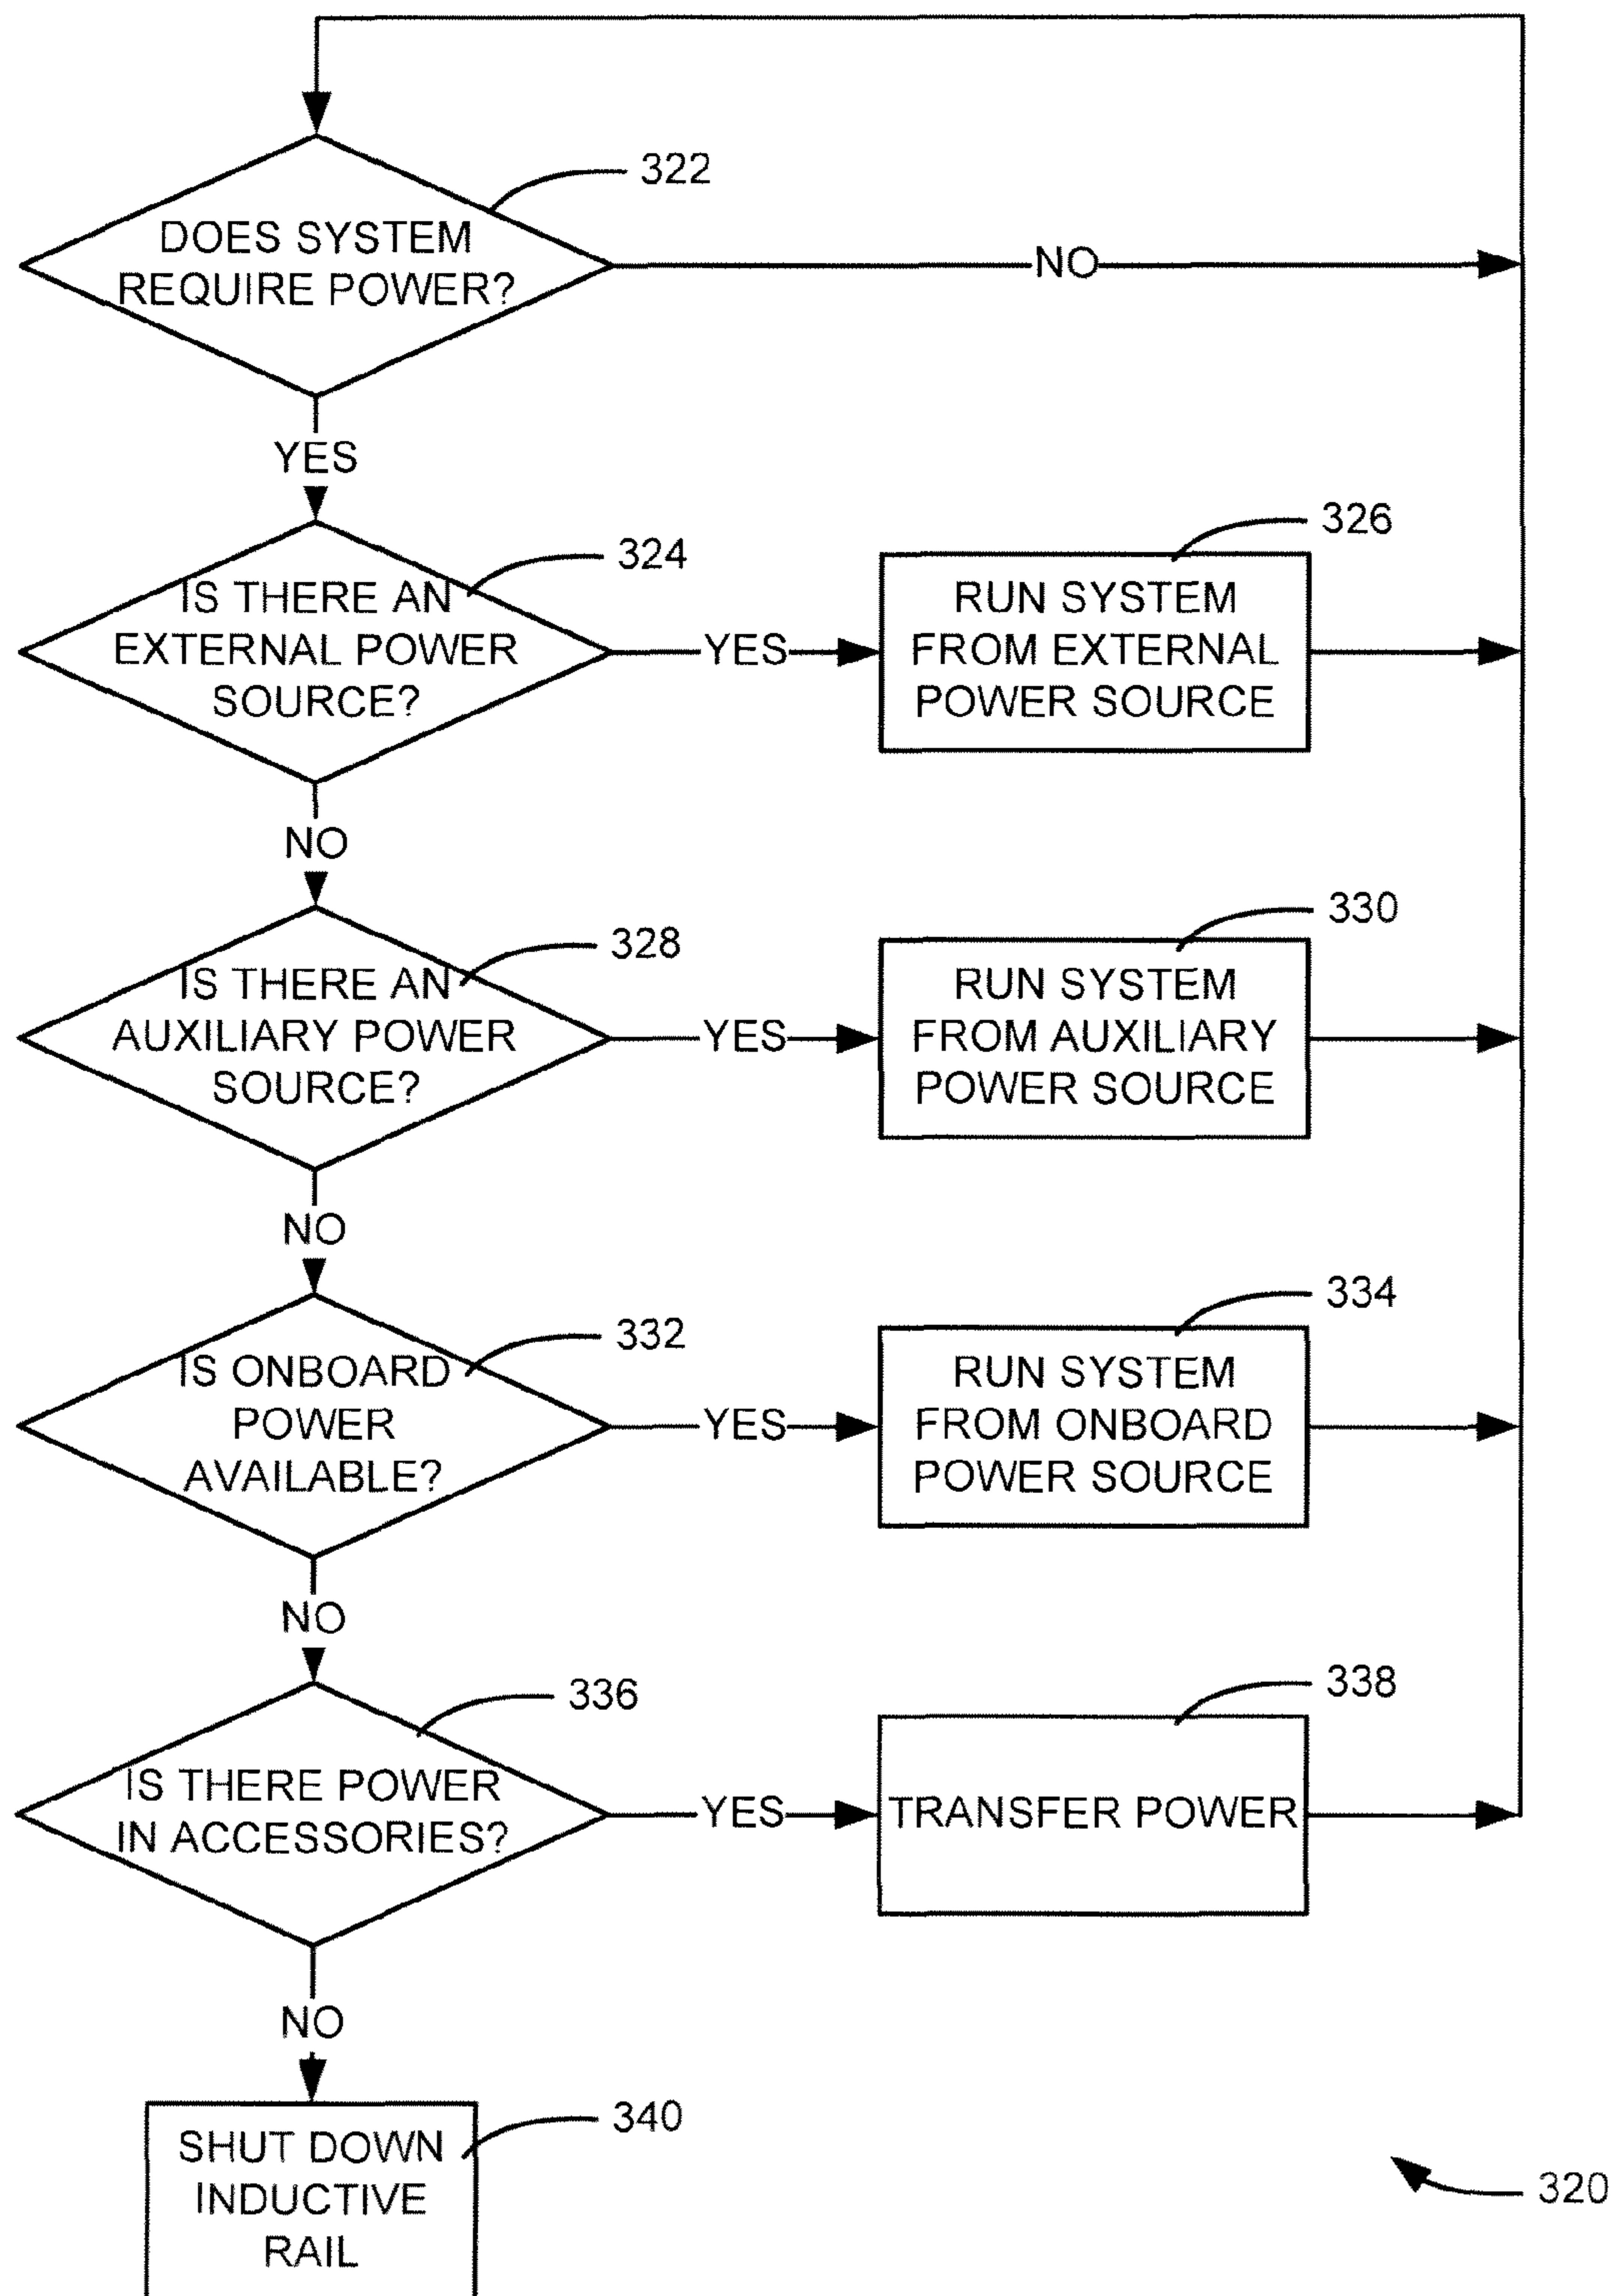 322
DOES SYSTEM
REQUIRE POWER?
NO
YES
324
IS THERE AN
EXTERNAL POWER
SOURCE?
YES
326
RUN SYSTEM
FROM EXTERNAL
POWER SOURCE
NO
328
IS THERE AN
AUXILIARY POWER
SOURCE?
YES
330
RUN SYSTEM
FROM AUXILIARY
POWER SOURCE
NO
332
IS ONBOARD
POWER
AVAILABLE?
YES
334
RUN SYSTEM
FROM ONBOARD
POWER SOURCE
NO
336
IS THERE POWER
IN ACCESSORIES?
YES
338
TRANSFER POWER
NO
340
SHUT DOWN
INDUCTIVE
RAIL
320